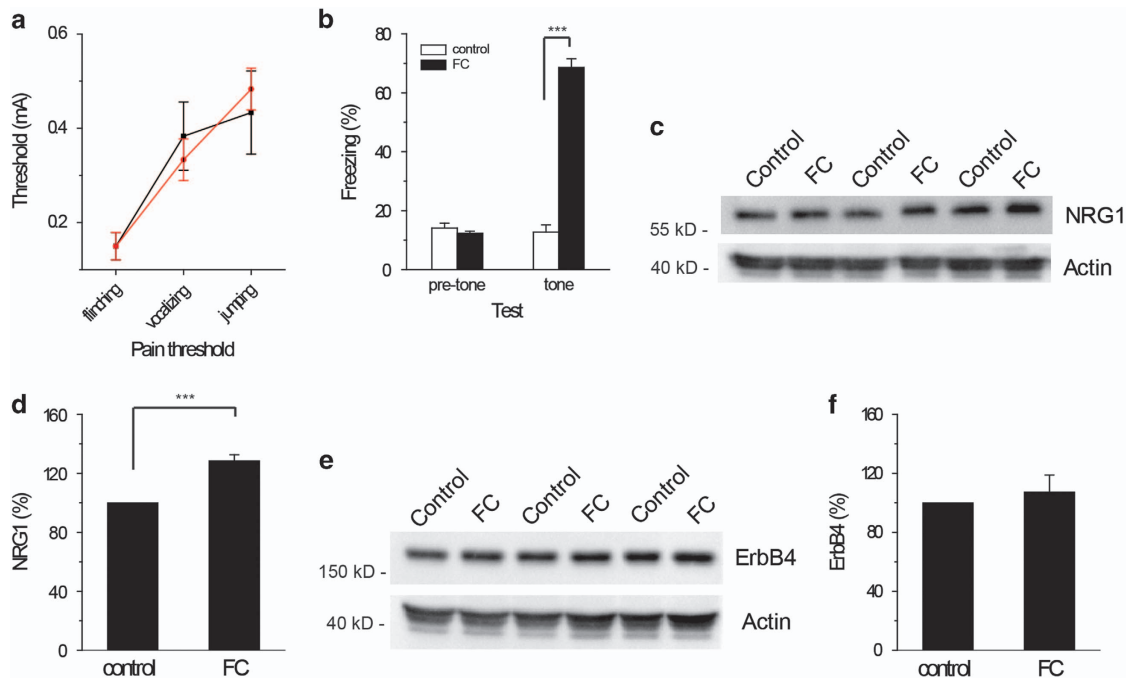 a
0.6
0.4
0.2
Threshold (mA)
flinching
vocalizing
jumping
Pain threshold
b
80
60
40
20
0
Freezing (%)
control
FC
***
pre-tone
tone
Test
c
Control
FC
Control
FC
Control
FC
NRG1
55 kD -
40 kD -
Actin
d
160
120
80
40
0
NRG1 (%)
***
control
FC
e
Control
FC
Control
FC
Control
FC
ErbB4
150 kD -
40 kD -
Actin
f
160
120
80
40
0
ErbB4 (%)
control
FC